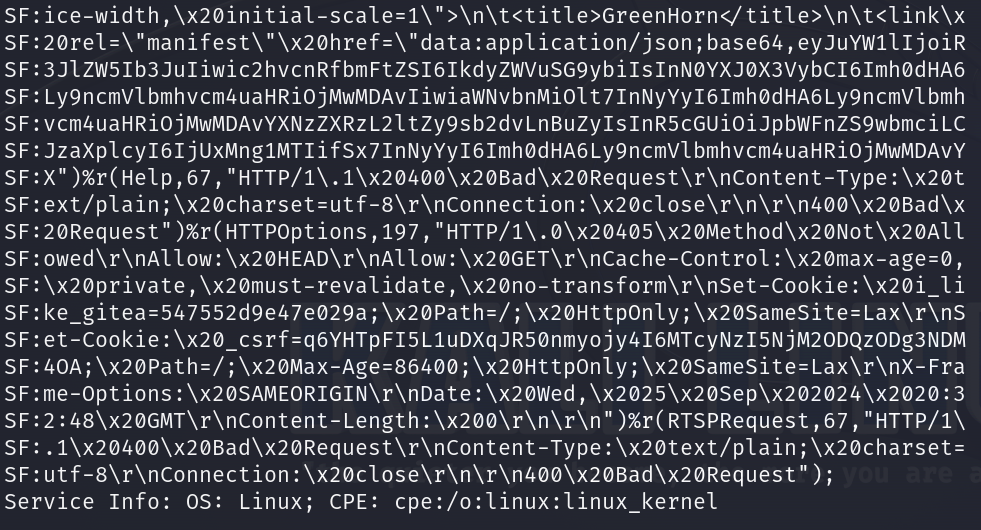 SF:ice-width,\x20initial-scale=1\">\n\t<title>GreenHorn</title>\n\t<link\x
SF:20rel=\"manifest\"\x20href=\"data:application/json;base64,eyJuYW1lIjoiR
SF:3JlZW5Ib3JuIiwic2hvcnRfbmFtZSI6IkdyZWVuSG9ybiIsInN0YXJ0X3VybCI6Imh0dHA6
SF:Ly9ncmVlbmhvcm4uaHRiOjMwMDAvIiwiaWNvbnMiOlt7InNyYyI6Imh0dHA6Ly9ncmVlbmh
SF:vcm4uaHRiOjMwMDAvYXNzZXRzL2ltZy9sb2dvLnBuZyIsInR5cGUiOiJpbWFnZS9wbmciLC
SF:JzaXplcyI6IjUxMng1MTIifSx7InNyYyI6Imh0dHA6Ly9ncmVlbmhvcm4uaHRiOjMwMDAvY
SF:X")%r(Help,67,"HTTP/1\.1\x20400\x20Bad\x20Request\r\nContent-Type:\x20t
SF:ext/plain;\x20charset=utf-8\r\nConnection:\x20close\r\n\r\n400\x20Bad\x
SF:20Request")%r(HTTPOptions,197,"HTTP/1\.0\x20405\x20Method\x20Not\x20All
SF:owed\r\nAllow:\x20HEAD\r\nAllow:\x20GET\r\nCache-Control:\x20max-age=0,
SF:\x20private,\x20must-revalidate,\x20no-transform\r\nSet-Cookie:\x20i_li
SF:ke_gitea=547552d9e47e029a;\x20Path=/;\x20HttpOnly;\x20SameSite=Lax\r\nS
SF:et-Cookie:\x20_csrf=q6YHTpFI5L1uDXqJR50nmyojy4I6MTcyNzI5NjM2ODQzODg3NDM
SF:4OA;\x20Path=/;\x20Max-Age=86400;\x20HttpOnly;\x20SameSite=Lax\r\nX-Fra
SF:me-Options:\x20SAMEORIGIN\r\nDate:\x20Wed,\x2025\x20Sep\x202024\x2020:3
SF:2:48\x20GMT\r\nContent-Length:\x200\r\n\r\n")%r(RTSPRequest,67,"HTTP/1\
SF:.1\x20400\x20Bad\x20Request\r\nContent-Type:\x20text/plain;\x20charset=
SF:utf-8\r\nConnection:\x20close\r\n\r\n400\x20Bad\x20Request");
Service Info: OS: Linux; CPE: cpe:/o:linux:linux_kernel